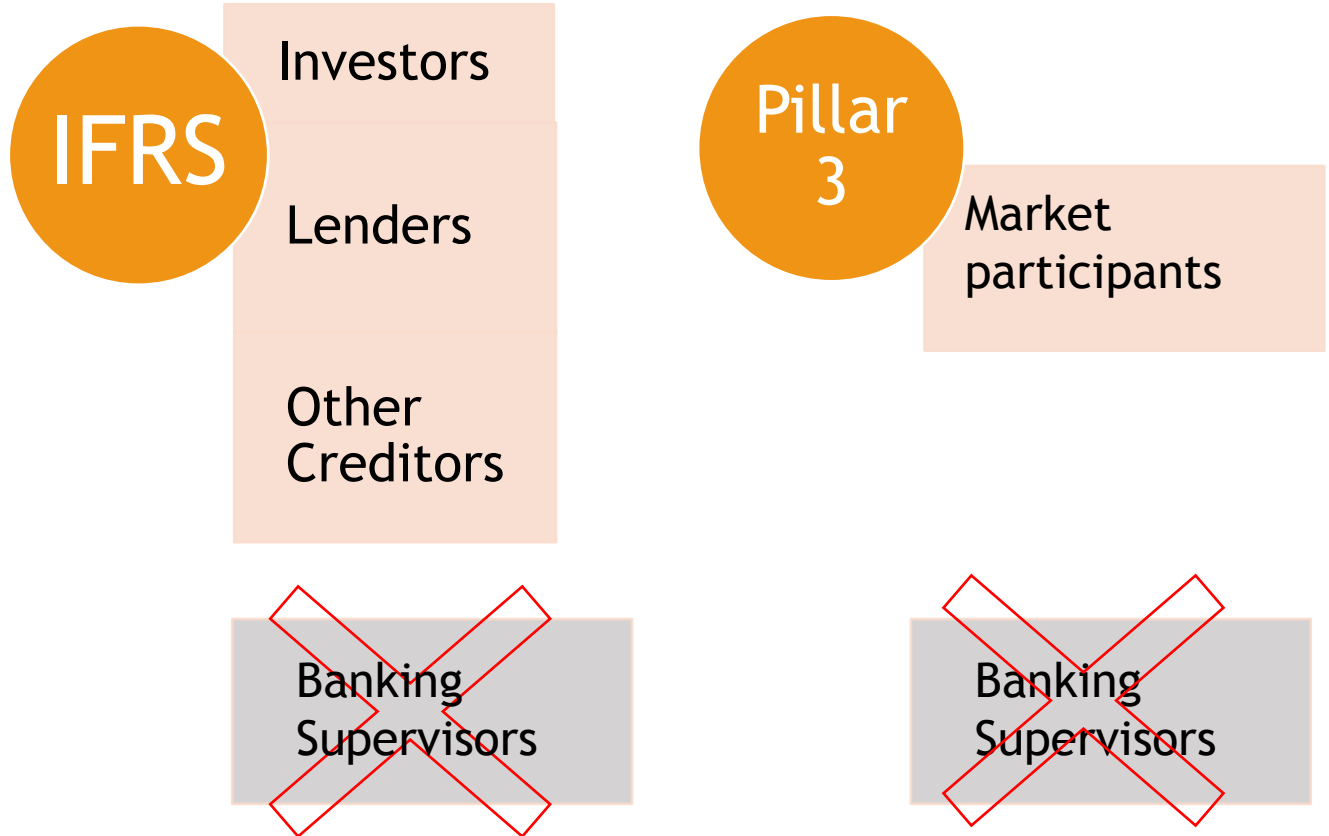 IFRS
Investors
Lenders
Other
Creditors
Banking
Supervisors
Pillar
3
Market
participants
Banking
Supervisors